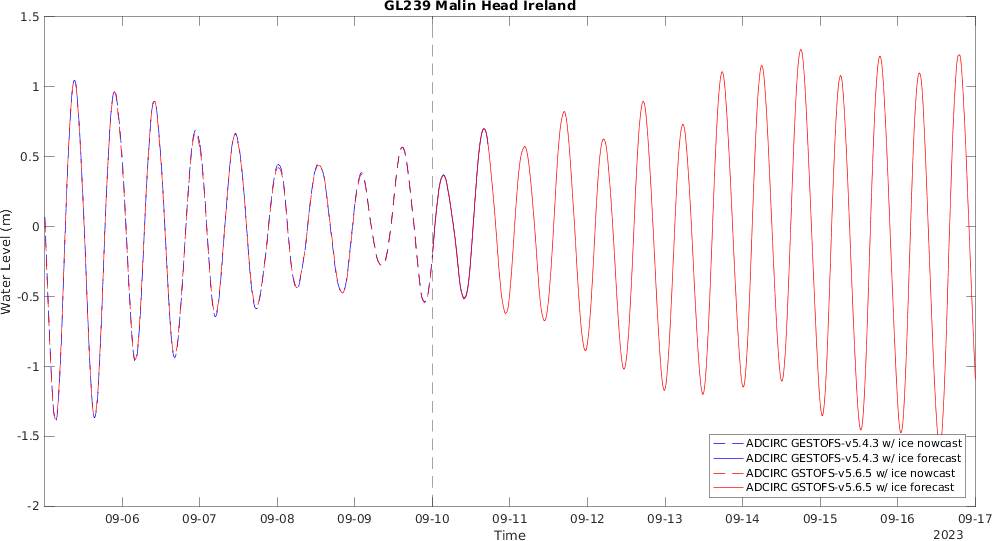 GL239 Malin Head Ireland
1.5
1
0.5
0
-0.5
-1
-1.5
-2
Water Level (m)
09-06 09-07 09-08 09-09 09-10 09-11 09-12 09-13 09-14 09-15 09-16 09-17
Time
2023
ADCIRC GESTOFS-v5.4.3 w/ ice nowcast
ADCIRC GESTOFS-v5.4.3 w/ ice forecast
ADCIRC GSTOFS-v5.6.5 w/ ice nowcast
ADCIRC GSTOFS-v5.6.5 w/ ice forecast